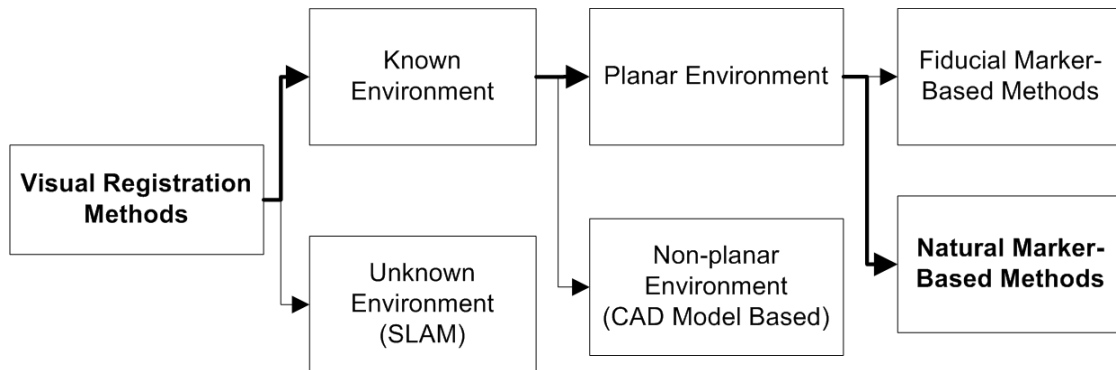 Visual Registration
Methods
Known
Environment
Unknown
Environment
(SLAM)
Planar Environment
Non-planar
Environment
(CAD Model Based)
Fiducial Marker-
Based Methods
Natural Marker-
Based Methods